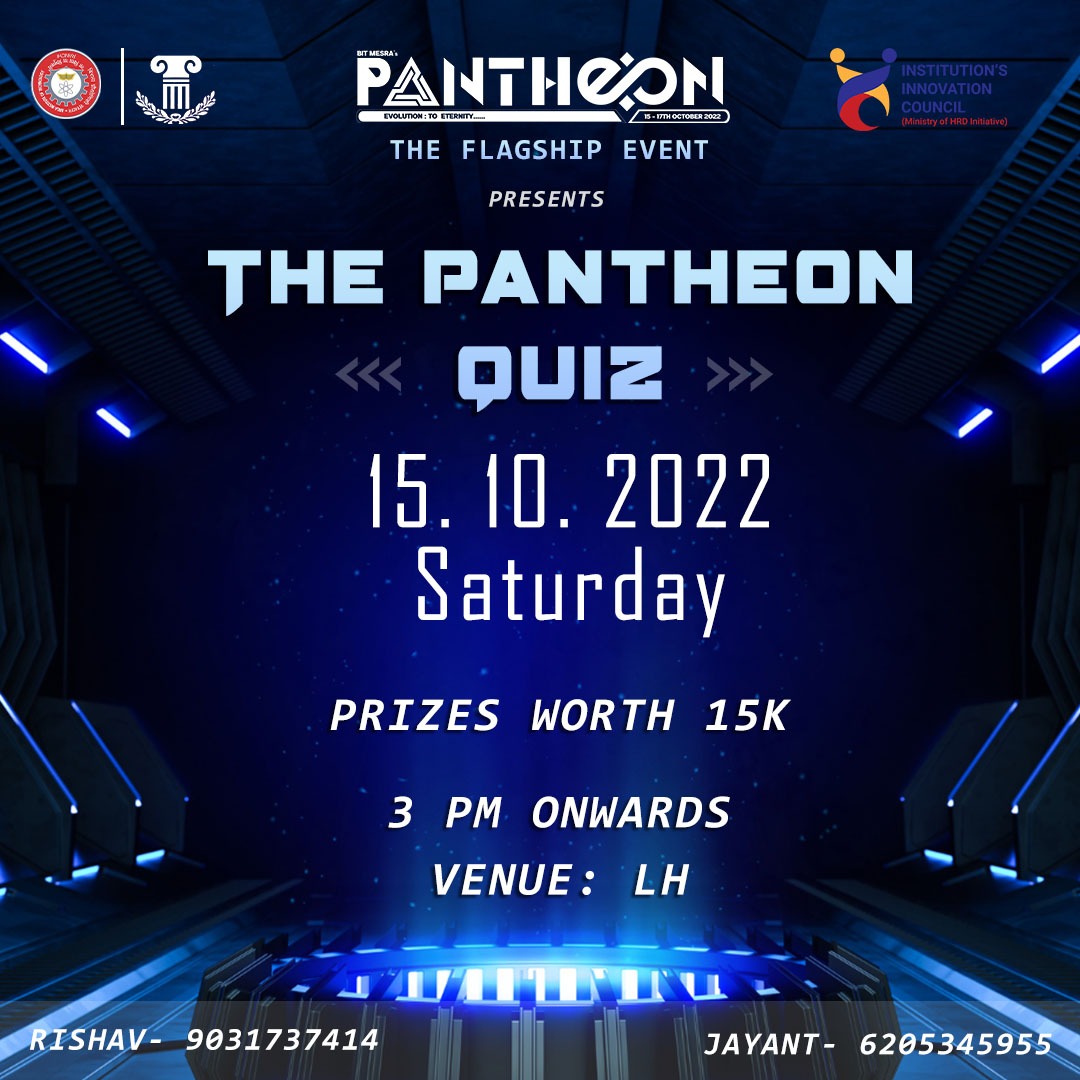 BIT MESRA's
PANTHEON
EVOLUTION : TO ETERNITY......
15 - 17TH OCTOBER 2022
INSTITUTION'S
INNOVATION
COUNCIL
(Ministry of HRD Initiative)
THE FLAGSHIP EVENT
PRESENTS
THE PANTHEON
<<< QUIZ >>>
15. 10. 2022
Saturday
PRIZES WORTH 15K
3 PM ONWARDS
VENUE: LH
RISHAV- 9031737414
JAYANT- 6205345955